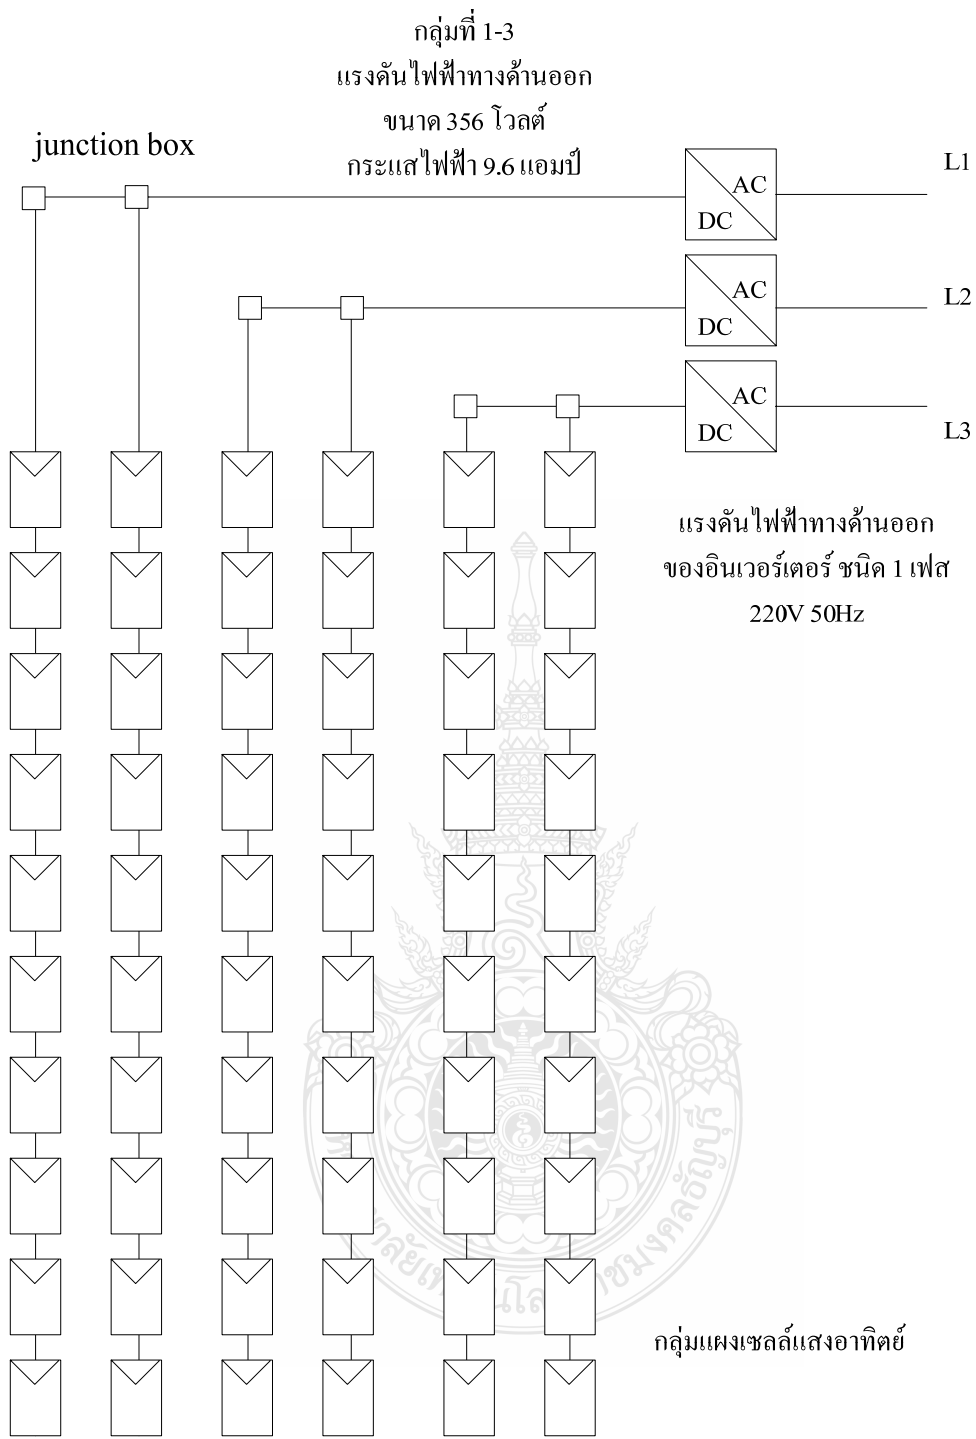 กลุ่มที่ 1-3
แรงดันไฟฟ้าทางด้านออก
ขนาด 356 โวลต์
กระแสไฟฟ้า 9.6 แอมป์
junction box
L1
AC
DC
AC
L2
DC
AC
DC
L3
แรงดันไฟฟ้าทางด้านออก
ของอินเวอร์เตอร์ ชนิด 1 เฟส
220V 50Hz
กลุ่มแผงเซลล์แสงอาทิตย์